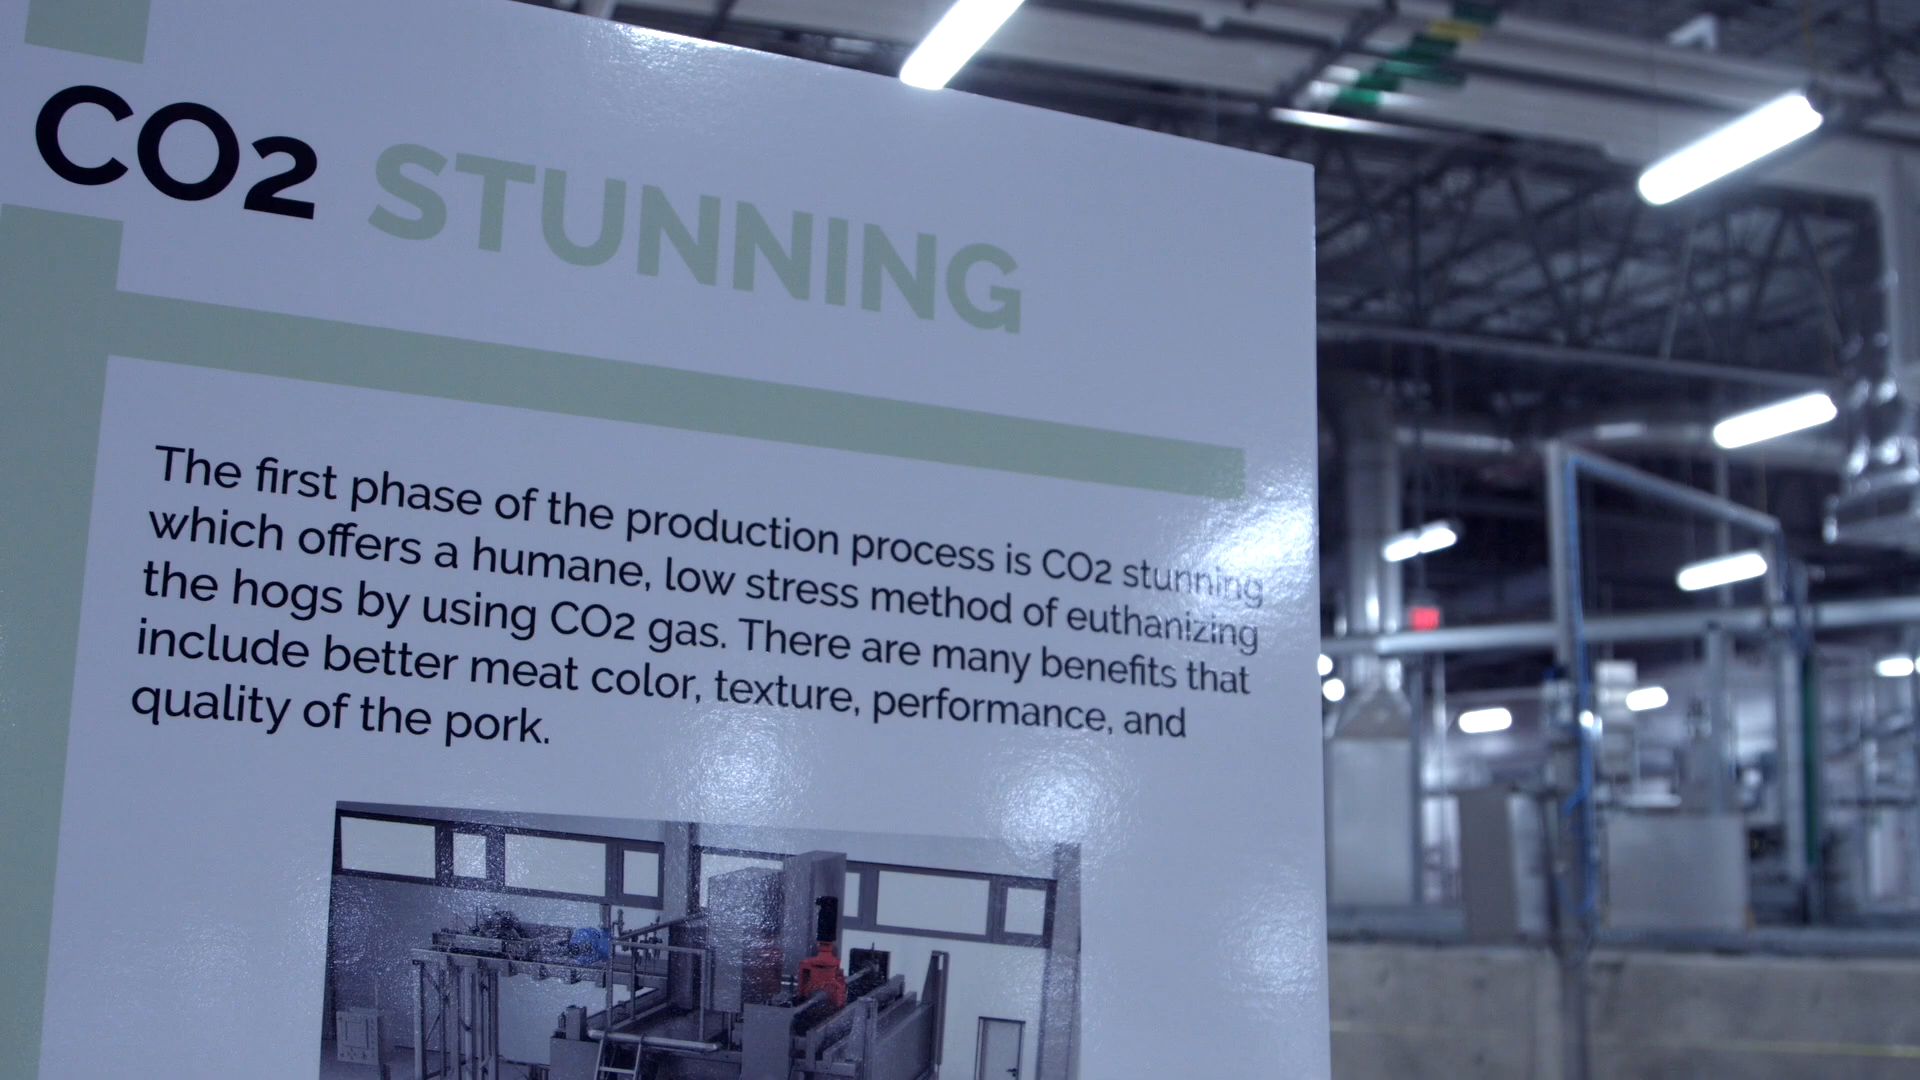 CO2 STUNNING
The first phase of the production process is CO2 stunning
which offers a humane, low stress method of euthanizing
the hogs by using CO2 gas. There are many benefits that
include better meat color, texture, performance, and
quality of the pork.